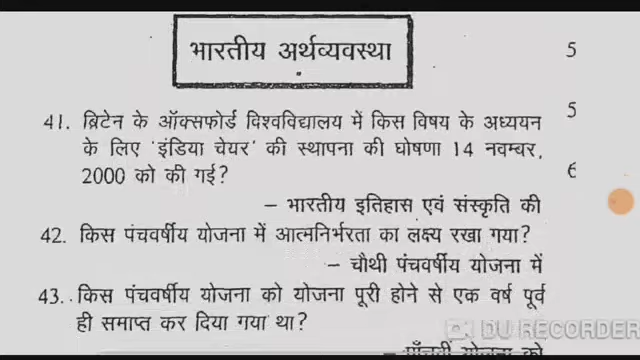 भारतीय अर्थव्यवस्था
5
41. ब्रिटेन के ऑक्सफोर्ड विश्वविद्यालय में किस विषय के अध्ययन
5
के लिए 'इंडिया चेयर' की स्थापना की घोषणा 14 नवम्बर,
2000 को की गई?
6
– भारतीय इतिहास एवं संस्कृति की
42. किस पंचवर्षीय योजना में आत्मनिर्भरता का लक्ष्य रखा गया?
– चौथी पंचवर्षीय योजना में
43. किस पंचवर्षीय योजना को योजना पूरी होने से एक वर्ष पूर्व
ही समाप्त कर दिया गया था?
DU RECORDER
– पाँचवीं योजना को